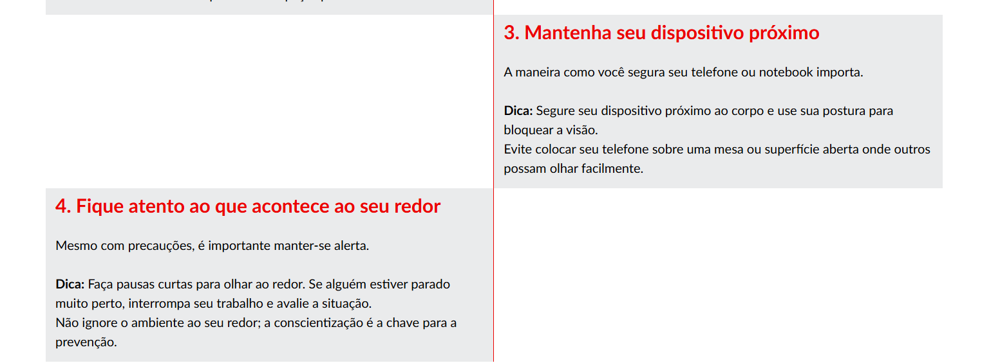 3. Mantenha seu dispositivo próximo
A maneira como você segura seu telefone ou notebook importa.
Dica: Segure seu dispositivo próximo ao corpo e use sua postura para
bloquear a visão.
Evite colocar seu telefone sobre uma mesa ou superfície aberta onde outros
possam olhar facilmente.
4. Fique atento ao que acontece ao seu redor
Mesmo com precauções, é importante manter-se alerta.
Dica: Faça pausas curtas para olhar ao redor. Se alguém estiver parado
muito perto, interrompa seu trabalho e avalie a situação.
Não ignore o ambiente ao seu redor; a conscientização é a chave para a
prevenção.